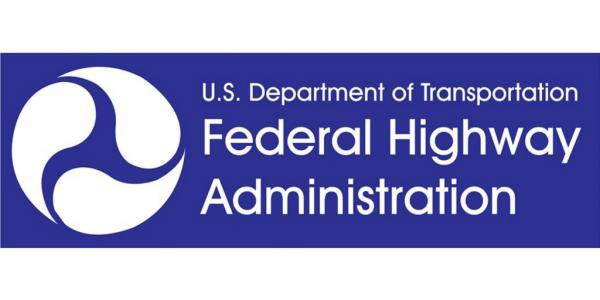 U.S. Department of Transportation
Federal Highway
Administration